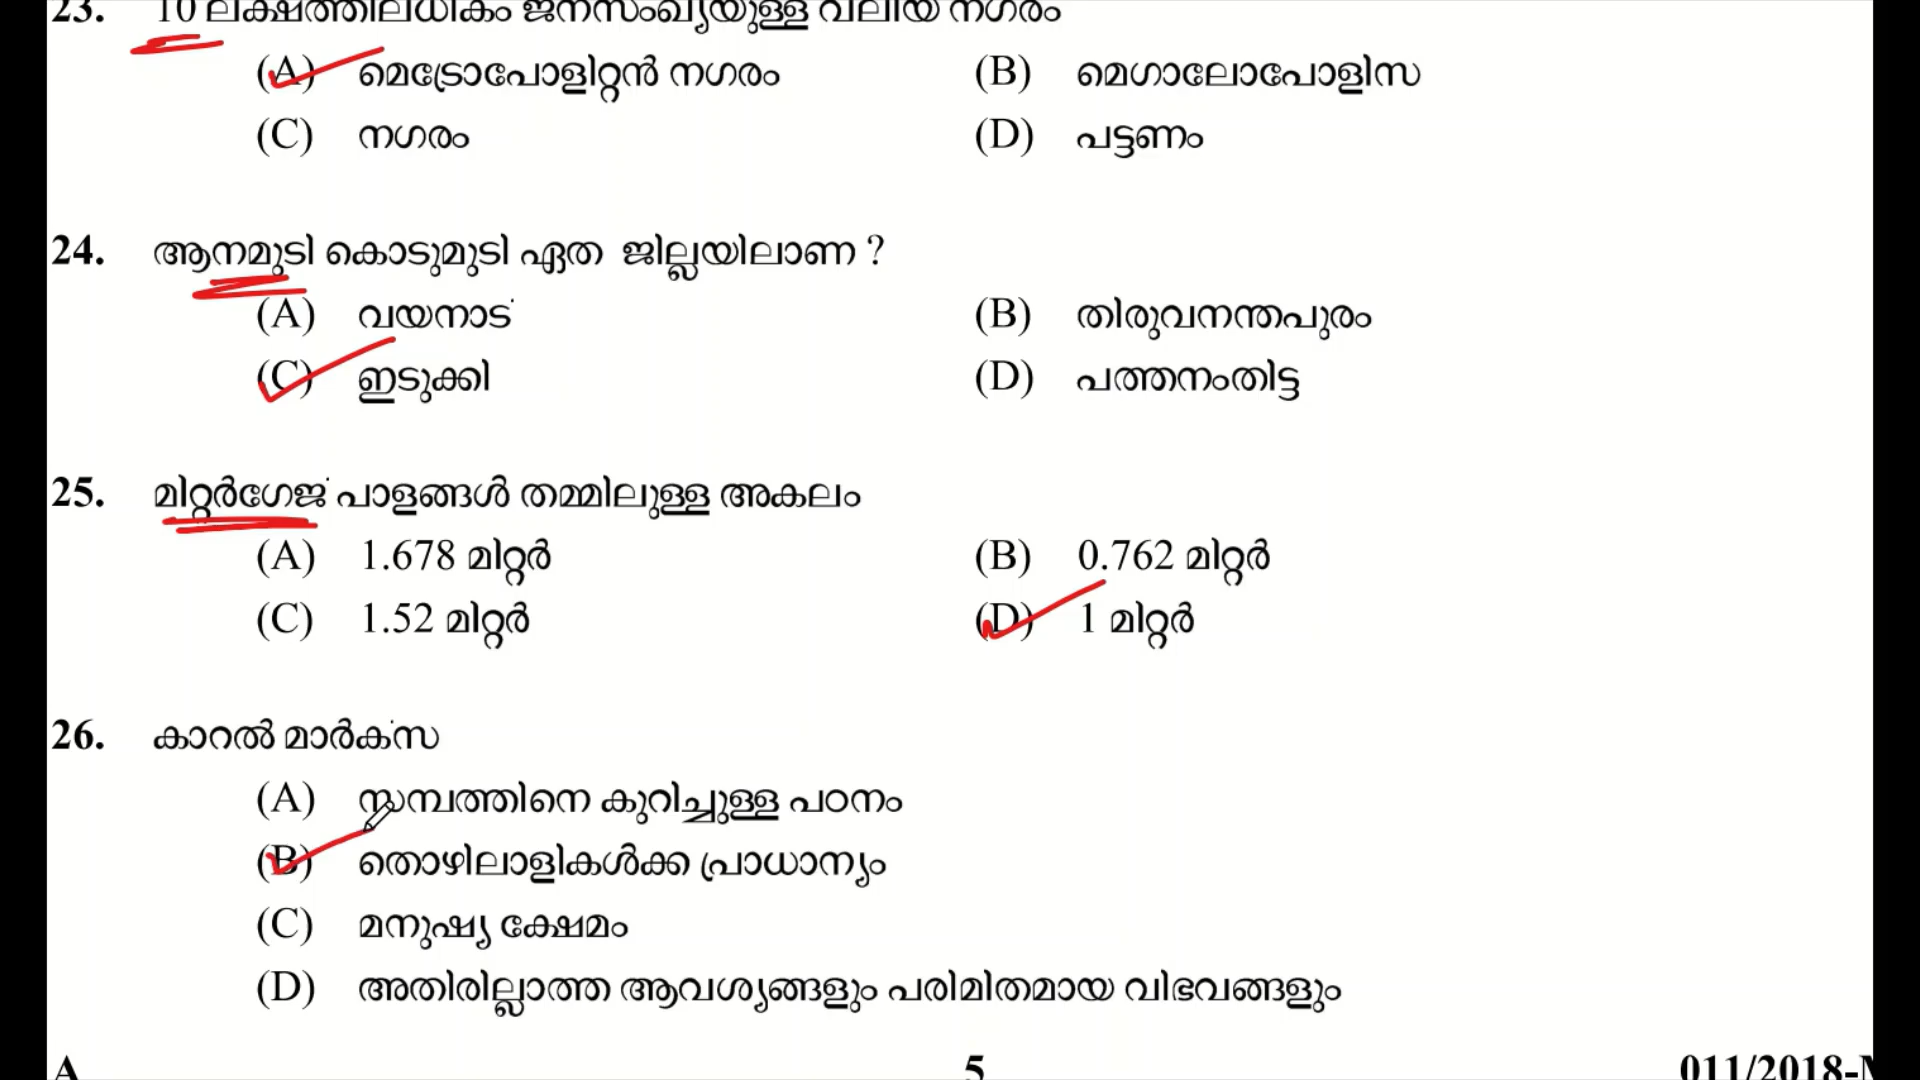 23. 10 ലക്ഷത്തിലധികം ജനസംഖ്യയുള്ള വലിയ നഗരം
(A) മെട്രോപോളിറ്റൻ നഗരം (B) മെഗാലോപോളിസ
(C) നഗരം (D) പട്ടണം
24. ആനമുടി കൊടുമുടി ഏത ജില്ലയിലാണ ?
(A) വയനാട് (B) തിരുവനന്തപുരം
(C) ഇടുക്കി (D) പത്തനംതിട്ട
25. മിറ്റർഗേജ് പാളങ്ങൾ തമ്മിലുള്ള അകലം
(A) 1.678 മിറ്റർ (B) 0.762 മിറ്റർ
(C) 1.52 മിറ്റർ (D) 1 മിറ്റർ
26. കാറൽ മാർക്സ
(A) സമ്പത്തിനെ കുറിച്ചുള്ള പഠനം
(B) തൊഴിലാളികൾക്ക പ്രാധാന്യം
(C) മനുഷ്യ ക്ഷേമം
(D) അതിരില്ലാത്ത ആവശ്യങ്ങളും പരിമിതമായ വിഭവങ്ങളും
A 5 011/2018-M